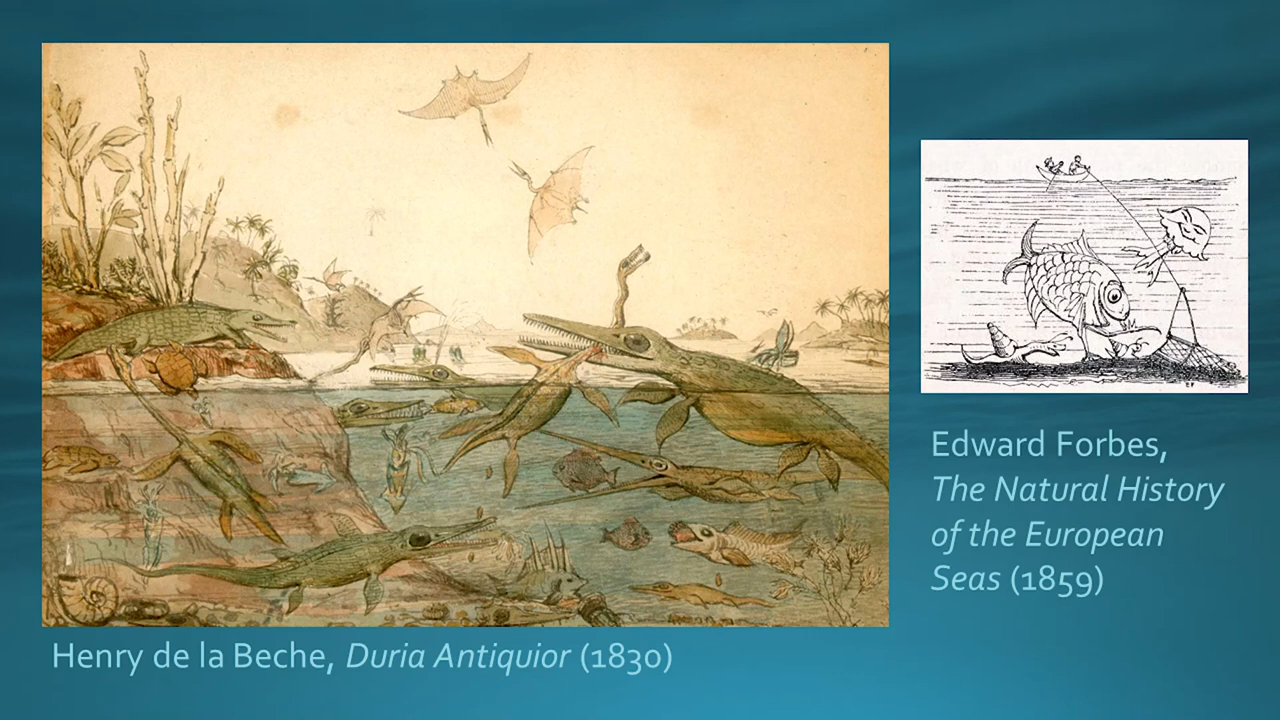 Edward Forbes,
The Natural History
of the European
Seas (1859)
Henry de la Beche, Duria Antiquior (1830)